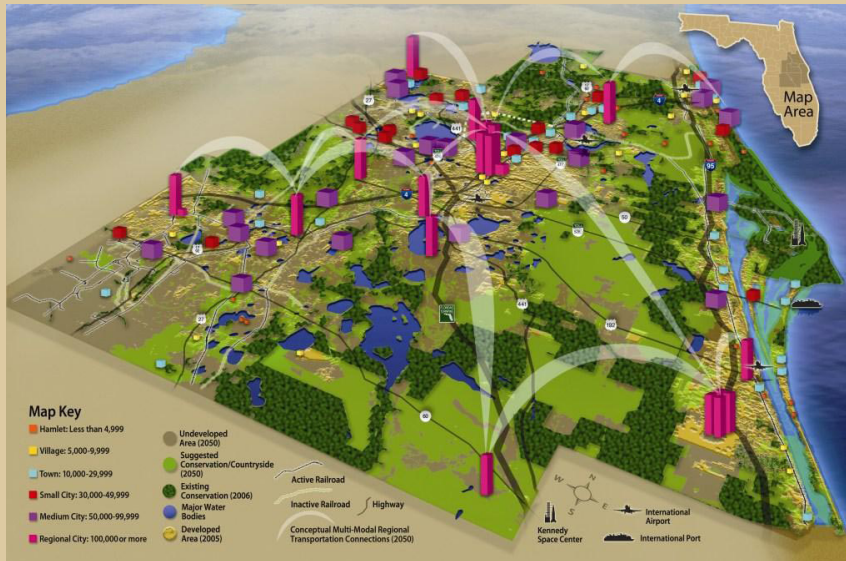 Map
Area
27
441
4
95
4
50
27
441
192
60
Map Key
Hamlet: Less than 4,999
Village: 5,000-9,999
Town: 10,000-29,999
Small City: 30,000-49,999
Medium City: 50,000-99,999
Regional City: 100,000 or more
Undeveloped
Area (2050)
Suggested
Conservation/Countryside
(2050)
Existing
Conservation (2006)
Major Water
Bodies
Developed
Area (2005)
Active Railroad
Inactive Railroad
Highway
Conceptual Multi-Modal Regional
Transportation Connections (2050)
N
W
E
S
Kennedy
Space Center
International
Airport
International Port